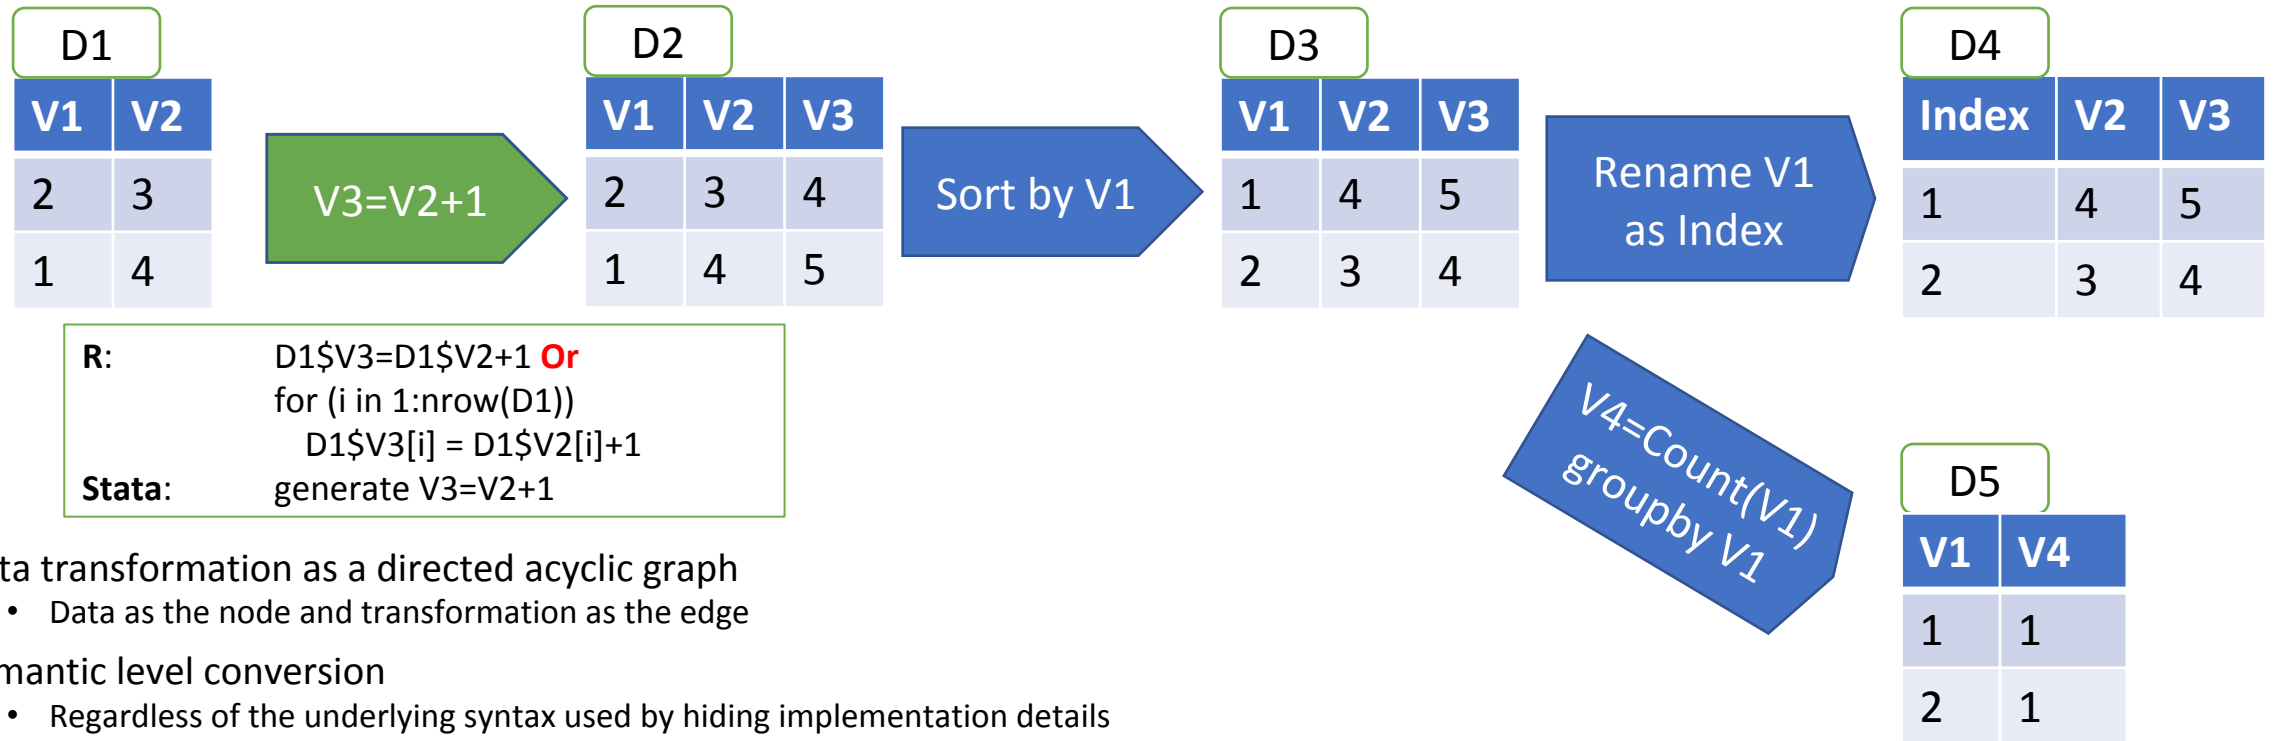 D1
V1 V2
2 3
1 4
V3=V2+1
D2
V1 V2 V3
2 3 4
1 4 5
Sort by V1
D3
V1 V2 V3
1 4 5
2 3 4
Rename V1
as Index
D4
Index V2 V3
1 4 5
2 3 4
R: D1$V3=D1$V2+1 Or
for (i in 1:nrow(D1))
D1$V3[i] = D1$V2[i]+1
Stata: generate V3=V2+1
V4=Count(V1)
groupby V1
D5
V1 V4
1 1
2 1
ta transformation as a directed acyclic graph
• Data as the node and transformation as the edge
mantic level conversion
• Regardless of the underlying syntax used by hiding implementation details